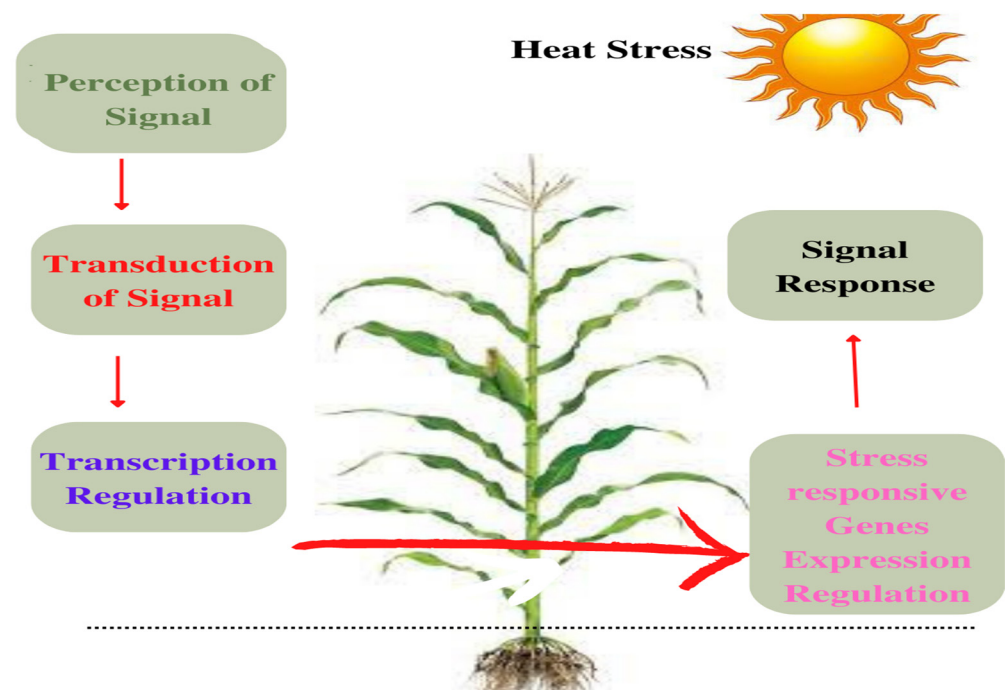 Heat Stress
Perception of
Signal
Transduction
of Signal
Transcription
Regulation
Signal
Response
Stress
responsive
Genes
Expression
Regulation